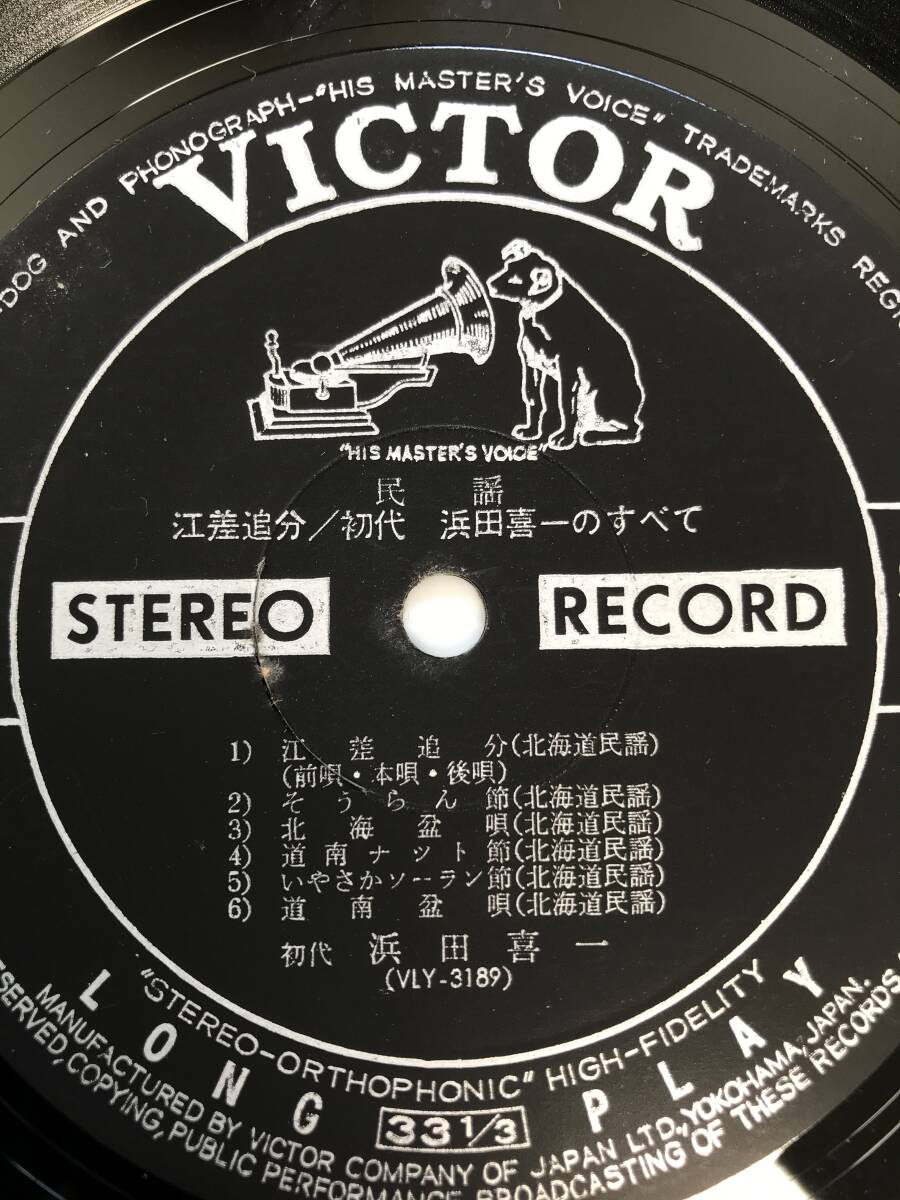 DOG AND PHONOGRAPH-"HIS MASTER'S VOICE" TRADEMARKS
VICTOR
"HIS MASTER'S VOICE"
民謡
江差追分/初代 浜田喜一のすべて
STEREO RECORD
1) 江差追分(北海道民謡)
(前唄・本唄・後唄)
2) そうらん節(北海道民謡)
3) 北海盆唄(北海道民謡)
4) 道南ナット節(北海道民謡)
5) いやさかソーラン節(北海道民謡)
6) 道南盆唄(北海道民謡)
初代 浜田喜一
(VLY-3189)
"STEREO-ORTHOPHONIC" HIGH-FIDELITY
LONG 33 1/3 PLAY
MANUFACTURED BY VICTOR COMPANY OF JAPAN LTD., YOKOHAMA, JAPAN.
COPYING, PUBLIC PERFORMANCE, BROADCASTING OF THESE RECORDS